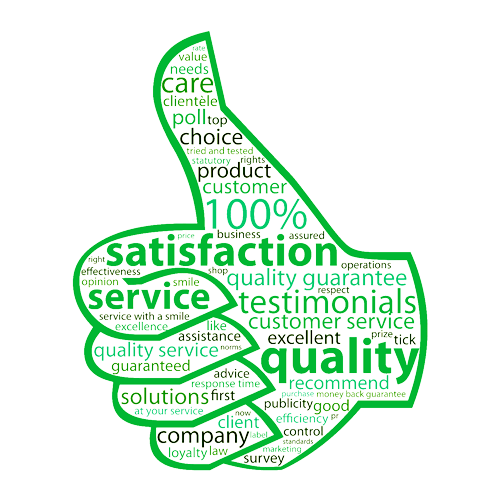 rate
value
needs
care
clientèle
poll top
choice
tried and tested
statutory rights
product
customer
100%
price business assured
satisfaction
right operations
effectiveness shop
opinion smile quality guarantee
service respect
testimonials
service with a smile customer service
excellence like prize
assistance excellent tick
quality service norms quality
guaranteed advice
response time recommend
solutions first purchase money back guarantee
publicity good
at your service now pr
client efficiency
company label control
standards
loyalty law marketing
survey